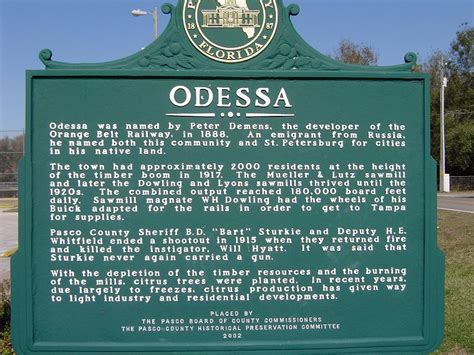 1887
FLORIDA
ODESSA
Odessa was named by Peter Demens, the developer of the
Orange Belt Railway, in 1888. An emigrant from Russia,
he named both this community and St. Petersburg for cities
in his native land.
The town had approximately 2000 residents at the height
of the timber boom in 1917. The Mueller & Lutz sawmill
and later the Dowling and Lyons sawmills thrived until the
1920s. The combined output reached 180,000 board feet
daily. Sawmill magnate WH Dowling had the wheels of his
Buick adapted for the rails in order to get to Tampa
for supplies.
Pasco County Sheriff B.D. "Bart" Sturkie and Deputy H.E.
Whitfield ended a shootout in 1915 when they returned fire
and killed the instigator, Will Hyatt. It was said that
Sturkie never again carried a gun.
With the depletion of the timber resources and the burning
of the mills, citrus trees were planted. In recent years,
due largely to freezes, citrus production has given way
to light industry and residential developments.
PLACED BY
THE PASCO BOARD OF COUNTY COMMISSIONERS
THE PASCO COUNTY HISTORICAL PRESERVATION COMMITTEE
2002